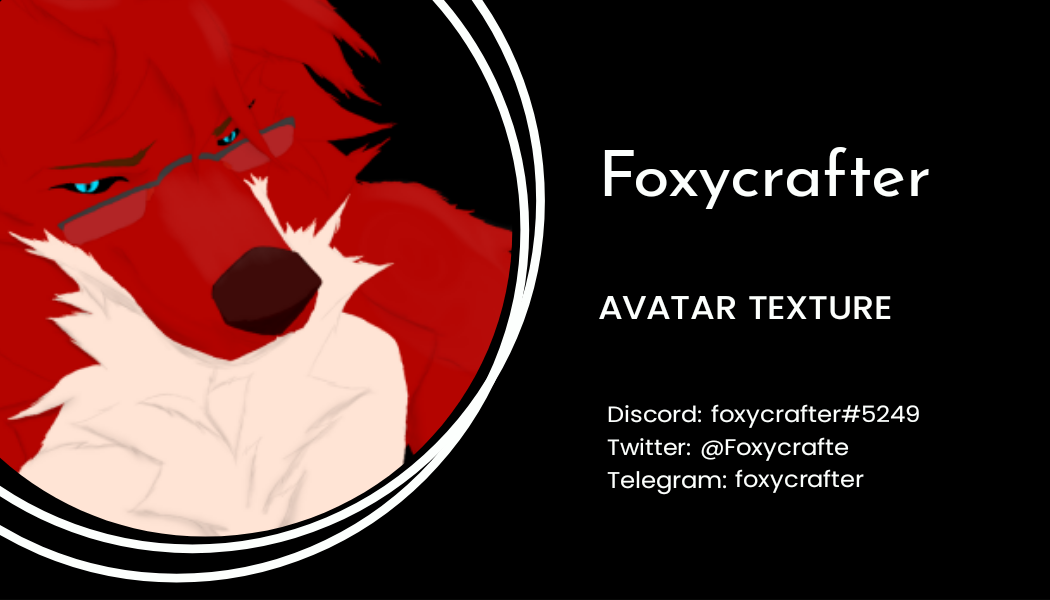 Foxycrafter
AVATAR TEXTURE
Discord: foxycrafter#5249
Twitter: @Foxycrafte
Telegram: foxycrafter